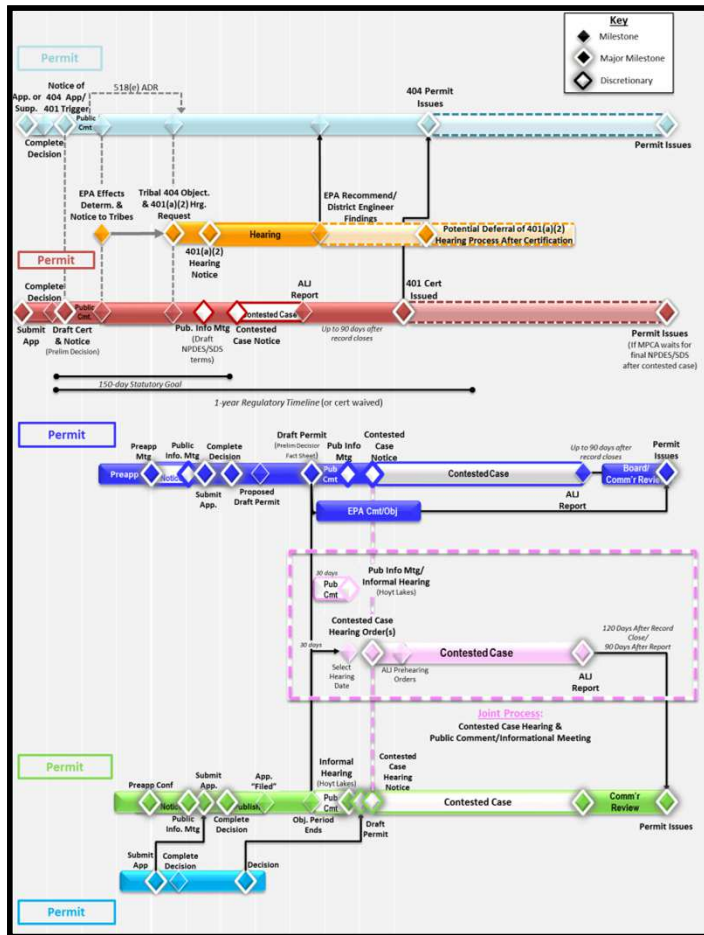 Key
Milestone
Major Milestone
Discretionary
Permit
518(e) ADR
App. or
Supp.
Notice of
404 App/
401 Trigger
Public
Cmt
Complete
Decision
404 Permit
Issues
Permit Issues
EPA Effects
Determ. &
Notice to Tribes
Tribal 404 Object.
& 401(a)(2) Hrg.
Request
EPA Recommend/
District Engineer
Findings
Hearing
Potential Deferral of 401(a)(2)
Hearing Process After Certification
401(a)(2)
Hearing
Notice
Permit
Complete
Decision
Public
Cmt.
ALJ
Report
401 Cert
Issued
Contested Case
Submit
App
Draft Cert
& Notice
(Prelim Decision)
Pub. Info Mtg
(Draft
NPDES/SDS
terms)
Contested
Case Notice
Up to 90 days after
record closes
Permit Issues
(If MPCA waits for
final NPDES/SDS
after contested case)
150-day Statutory Goal
1-year Regulatory Timeline (or cert waived)
Permit
Preapp
Mtg
Public
Info. Mtg
Complete
Decision
Draft Permit
(Prelim Decision
Fact Sheet)
Pub Info
Mtg
Contested
Case
Notice
Up to 90 days after
record closes
Permit
Issues
Preapp
Notice
Pub
Cmt
Contested Case
Board/
Comm'r Review
Submit
App.
Proposed
Draft Permit
ALJ
Report
EPA Cmt/Obj
30 days
Pub
Cmt
Pub Info Mtg/
Informal Hearing
(Hoyt Lakes)
Contested Case
Hearing Order(s)
30 days
Contested Case
120 Days After Record
Close/
90 Days After Report
Select
Hearing
Date
ALJ Prehearing
Orders
ALJ
Report
Joint Process:
Contested Case Hearing &
Public Comment/Informational Meeting
Permit
Preapp Conf
Submit
App.
App.
"Filed"
Informal
Hearing
(Hoyt Lakes)
Contested
Case
Hearing
Notice
Notice
Publish
Pub
Cmt
Contested Case
Comm'r
Review
Public
Info. Mtg
Complete
Decision
Obj. Period
Ends
Draft
Permit
Permit Issues
Submit
App
Complete
Decision
Decision
Permit